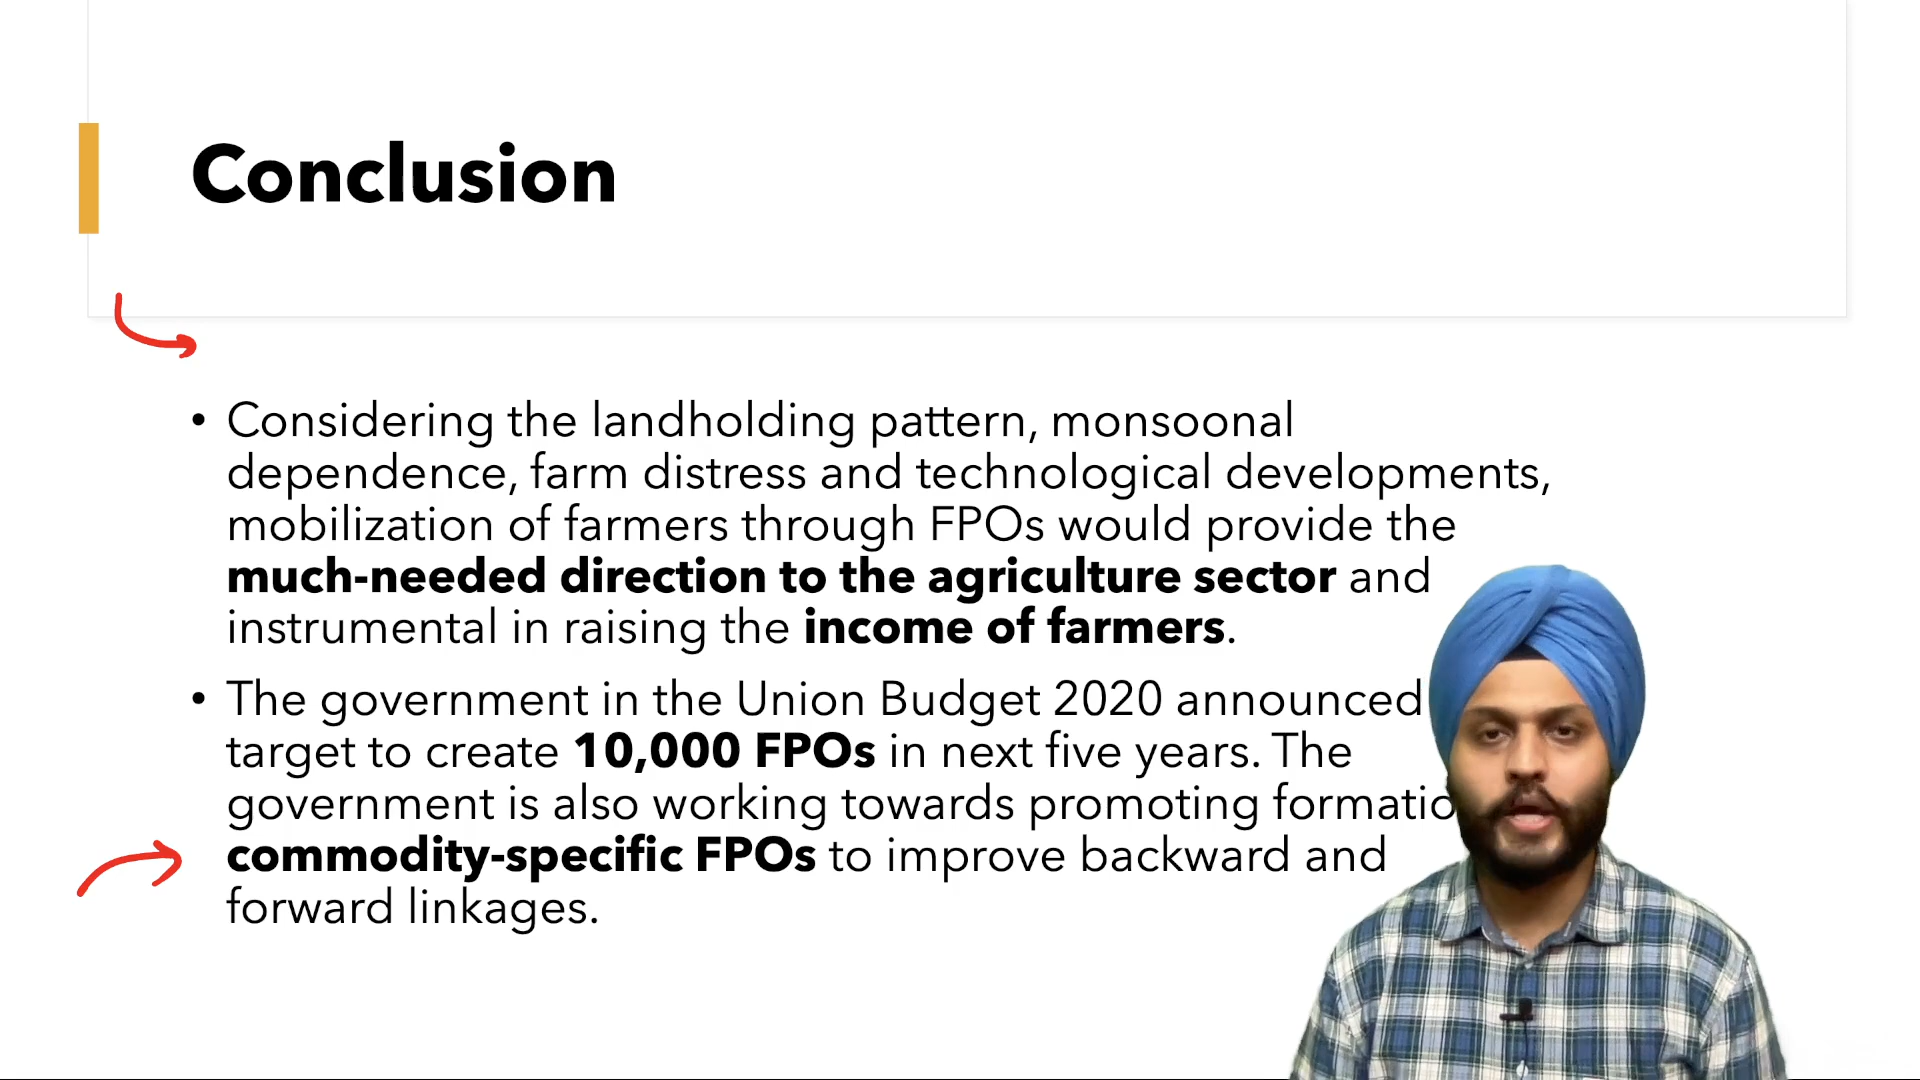 Conclusion
• Considering the landholding pattern, monsoonal
dependence, farm distress and technological developments,
mobilization of farmers through FPOs would provide the
much-needed direction to the agriculture sector and
instrumental in raising the income of farmers.
• The government in the Union Budget 2020 announced
target to create 10,000 FPOs in next five years. The
government is also working towards promoting
commodity-specific FPOs to improve backward and
forward linkages.